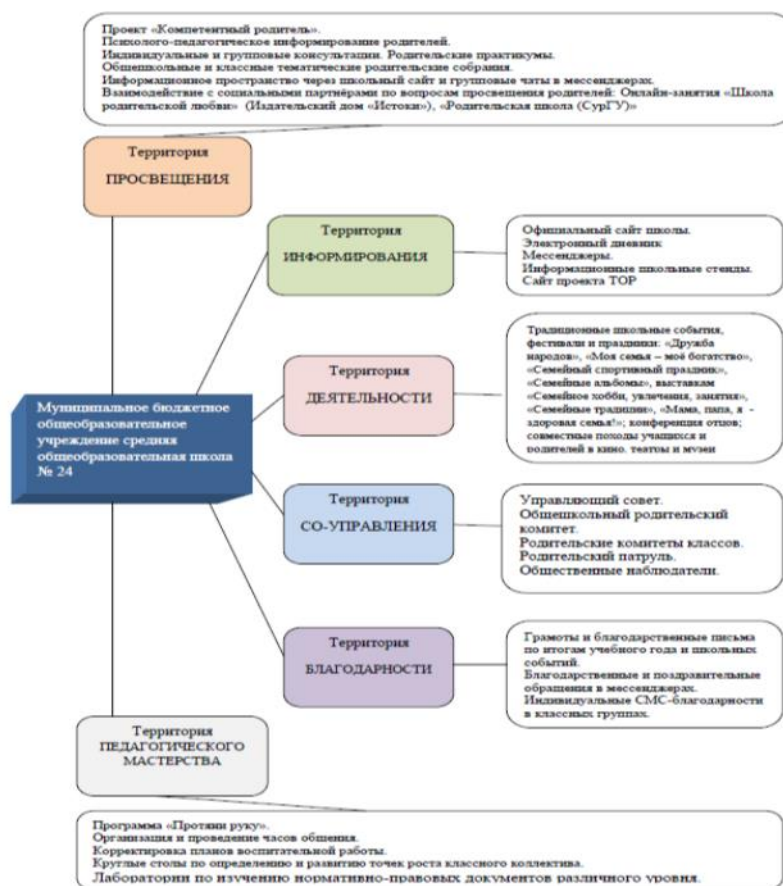 Проект «Компетентный родитель».
Психолого-педагогическое информирование родителей.
Индивидуальные и групповые консультации. Родительские практикумы.
Общешкольные и классные тематические родительские собрания.
Информационное пространство через школьный сайт и групповые чаты в мессенджерах.
Взаимодействие с социальными партнёрами по вопросам просвещения родителей: Онлайн-занятия «Школа
родительской любви» (Издательский дом «Истоки»), «Родительская школа (СурГУ)»
Территория
ПРОСВЕЩЕНИЯ
Территория
ИНФОРМИРОВАНИЯ
Официальный сайт школы.
Электронный дневник
Мессенджеры.
Информационные школьные стенды.
Сайт проекта ТОР
Территория
ДЕЯТЕЛЬНОСТИ
Традиционные школьные события,
фестивали и праздники: «Дружба
народов», «Моя семья – моё богатство»,
«Семейный спортивный праздник»,
«Семейные альбомы», выставкам
«Семейное хобби, увлечения, занятия»,
«Семейные традиции», «Мама, папа, я -
здоровая семья!»; конференция отцов;
совместные походы учащихся и
родителей в кино, театры и музеи
Муниципальное бюджетное
общеобразовательное
учреждение средняя
общеобразовательная школа
№ 24
Территория
СО-УПРАВЛЕНИЯ
Управляющий совет.
Общешкольный родительский
комитет.
Родительские комитеты классов.
Родительский патруль.
Общественные наблюдатели.
Территория
БЛАГОДАРНОСТИ
Грамоты и благодарственные письма
по итогам учебного года и школьных
событий.
Благодарственные и поздравительные
обращения в мессенджерах.
Индивидуальные СМС-благодарности
в классных группах.
Территория
ПЕДАГОГИЧЕСКОГО
МАСТЕРСТВА
Программа «Протяни руку».
Организация и проведение часов общения.
Корректировка планов воспитательной работы.
Круглые столы по определению и развитию точек роста классного коллектива.
Лаборатории по изучению нормативно-правовых документов различного уровня.